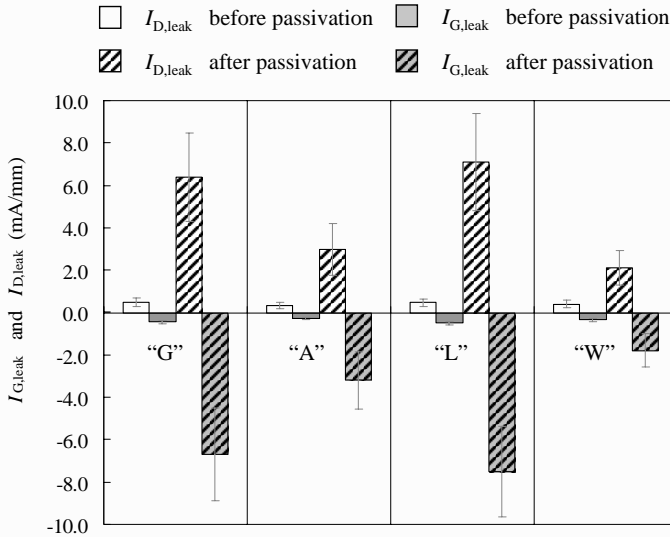 I_D,leak before passivation I_G,leak before passivation
I_D,leak after passivation I_G,leak after passivation
I_G,leak and I_D,leak (mA/mm)
10.0
8.0
6.0
4.0
2.0
0.0
-2.0
-4.0
-6.0
-8.0
-10.0
“G” “A” “L” “W”